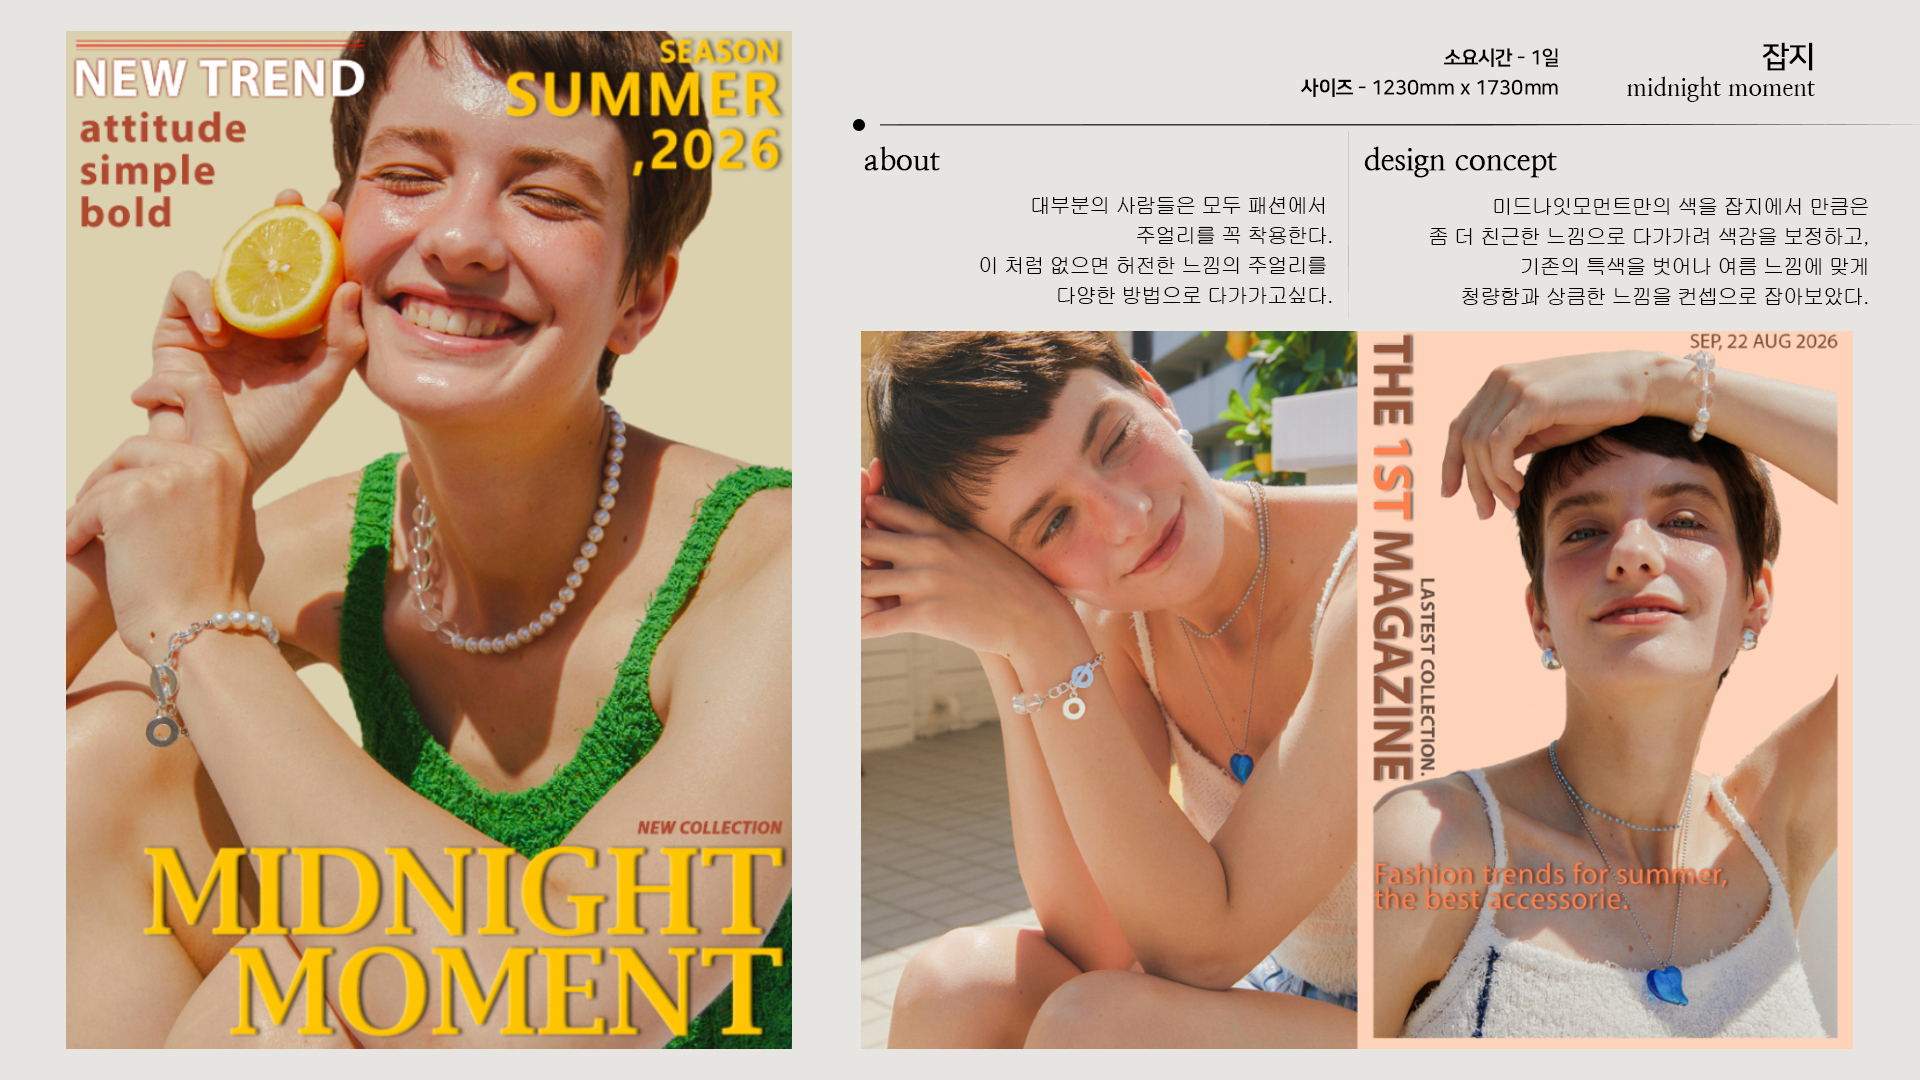 NEW TREND
attitude
simple
bold
SEASON
SUMMER
,2026
NEW COLLECTION
MIDNIGHT
MOMENT
소요시간 - 1일
사이즈 - 1230mm x 1730mm
잡지
midnight moment
about
대부분의 사람들은 모두 패션에서
주얼리를 꼭 착용한다.
이 처럼 없으면 허전한 느낌의 주얼리를
다양한 방법으로 다가가고싶다.
design concept
미드나잇모먼트만의 색을 잡지에서 만큼은
좀 더 친근한 느낌으로 다가가려 색감을 보정하고,
기존의 특색을 벗어나 여름 느낌에 맞게
청량함과 상큼한 느낌을 컨셉으로 잡아보았다.
SEP, 22 AUG 2026
THE 1ST MAGAZINE
LASTEST COLLECTION.
Fashion trends for summer,
the best accessorie.